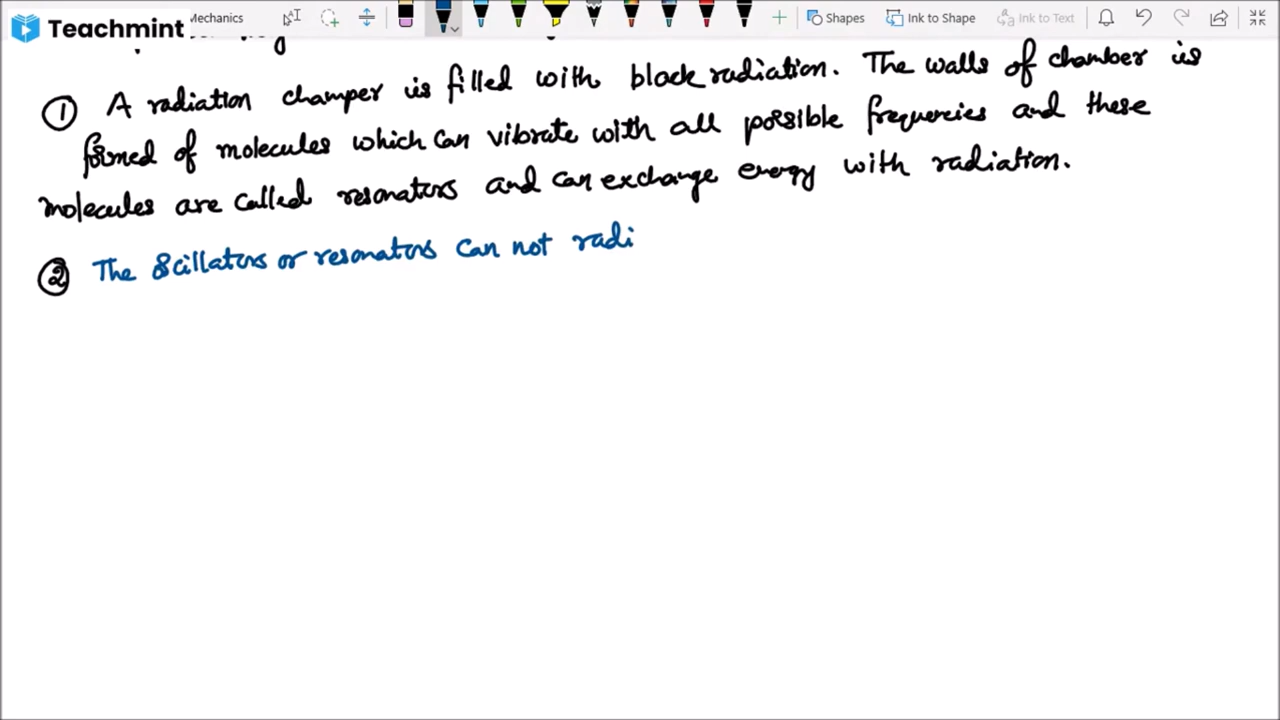 Mechanics
Shapes
Ink to Shape
Ink to Text
Teachmint
① A radiation champer is filled with black radiation. The walls of chamber is
formed of molecules which can vibrate with all possible frequencies and these
molecules are called resonators and can exchange energy with radiation.
② The oscillators or resonators can not radi